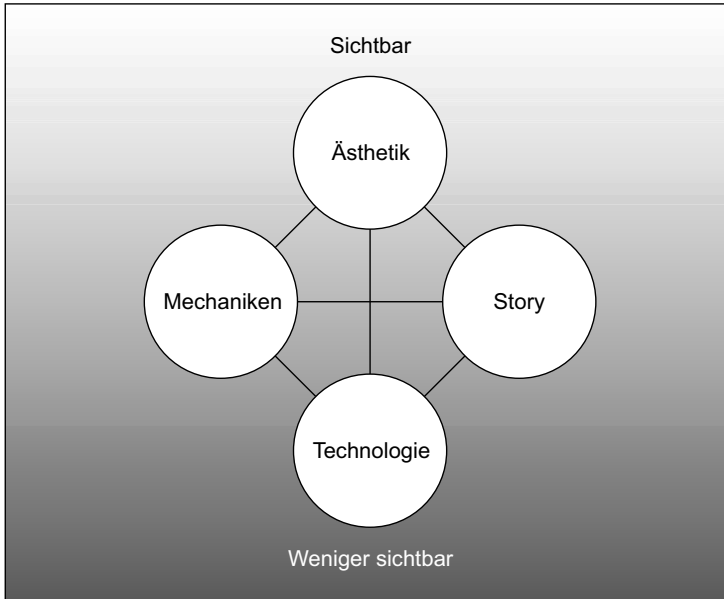 Sichtbar
Ästhetik
Mechaniken
Story
Technologie
Weniger sichtbar